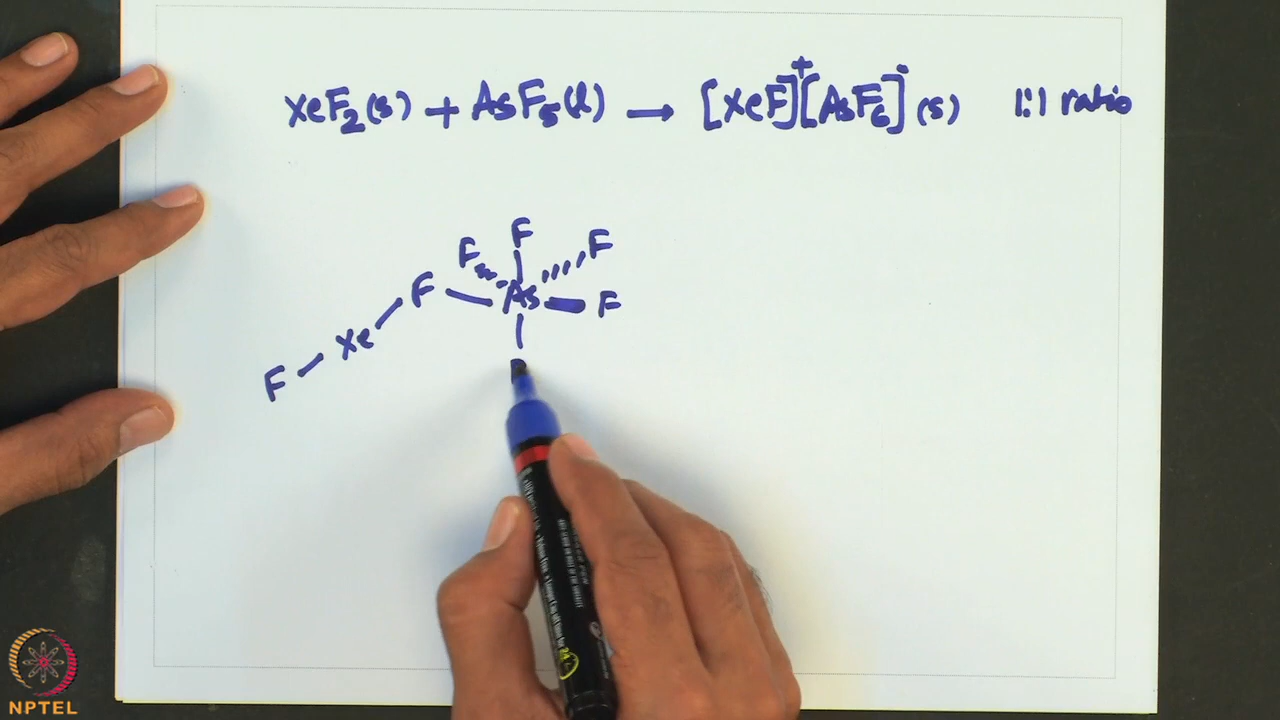 XeF₂(s) + AsF₅(l) → [XeF]⁺[AsF₆]⁻(s) 1:1 ratio
F F F
F As F
Xe
F
NPTEL